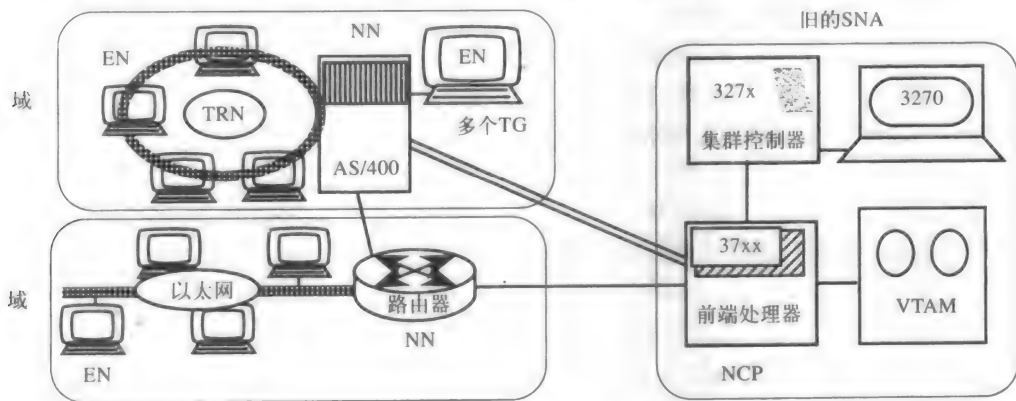 旧的SNA
NN
EN
EN
TRN
域
多个TG
AS/400
327x
集群控制器
3270
域
以太网
路由器
NN
EN
37xx
前端处理器
VTAM
NCP